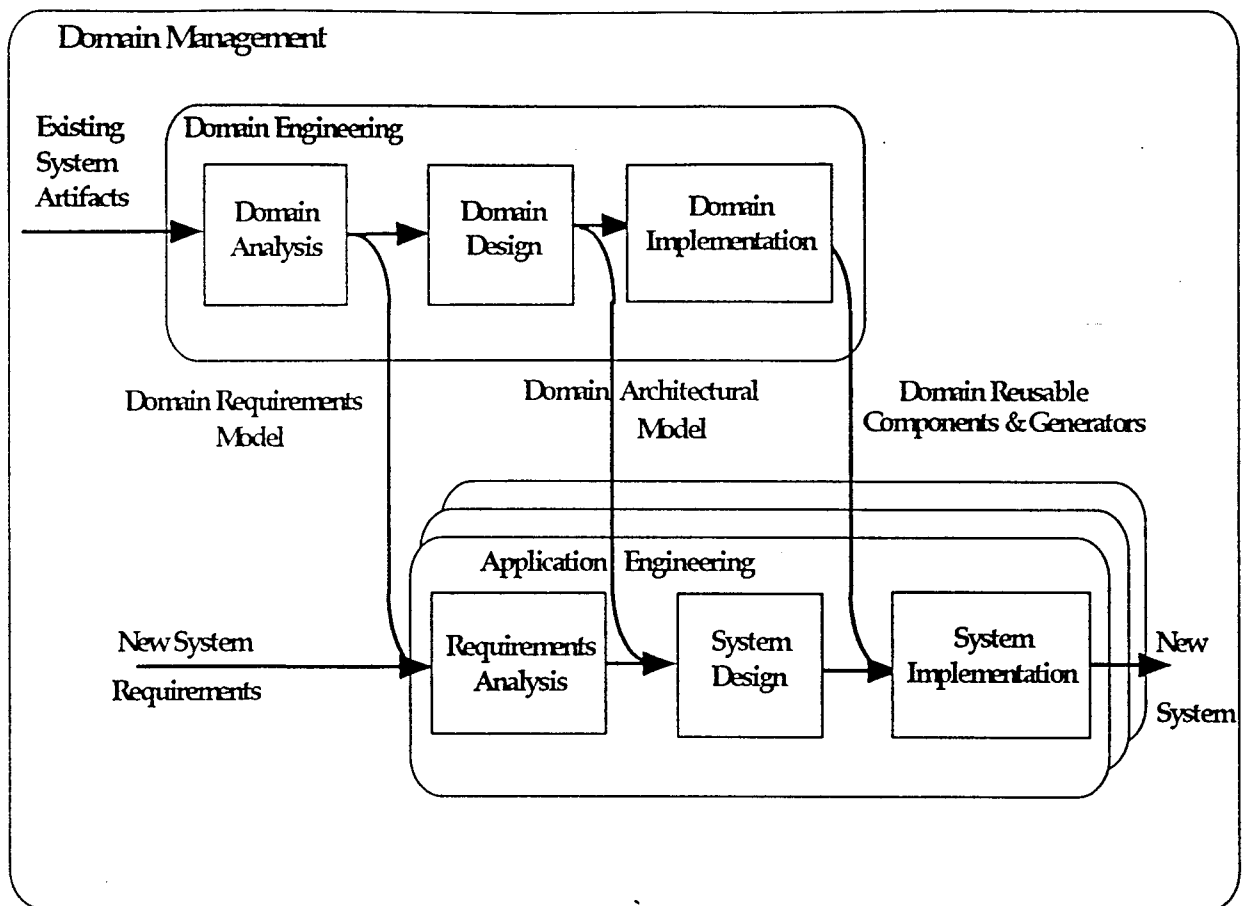 Domain Management
Existing
System
Artifacts
Domain Engineering
Domain
Analysis
Domain
Design
Domain
Implementation
Domain Requirements
Model
Domain Architectural
Model
Domain Reusable
Components & Generators
Application Engineering
New System
Requirements
Requirements
Analysis
System
Design
System
Implementation
New
System